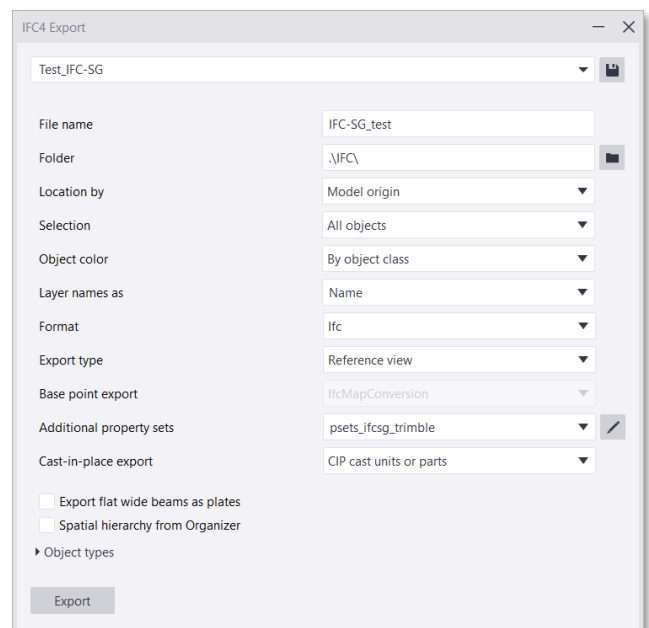 IFC4 Export
Test_IFC-SG
File name IFC-SG_test
Folder .\IFC\
Location by Model origin
Selection All objects
Object color By object class
Layer names as Name
Format Ifc
Export type Reference view
Base point export IfcMapConversion
Additional property sets psets_ifcsg_trimble
Cast-in-place export CIP cast units or parts
Export flat wide beams as plates
Spatial hierarchy from Organizer
Object types
Export